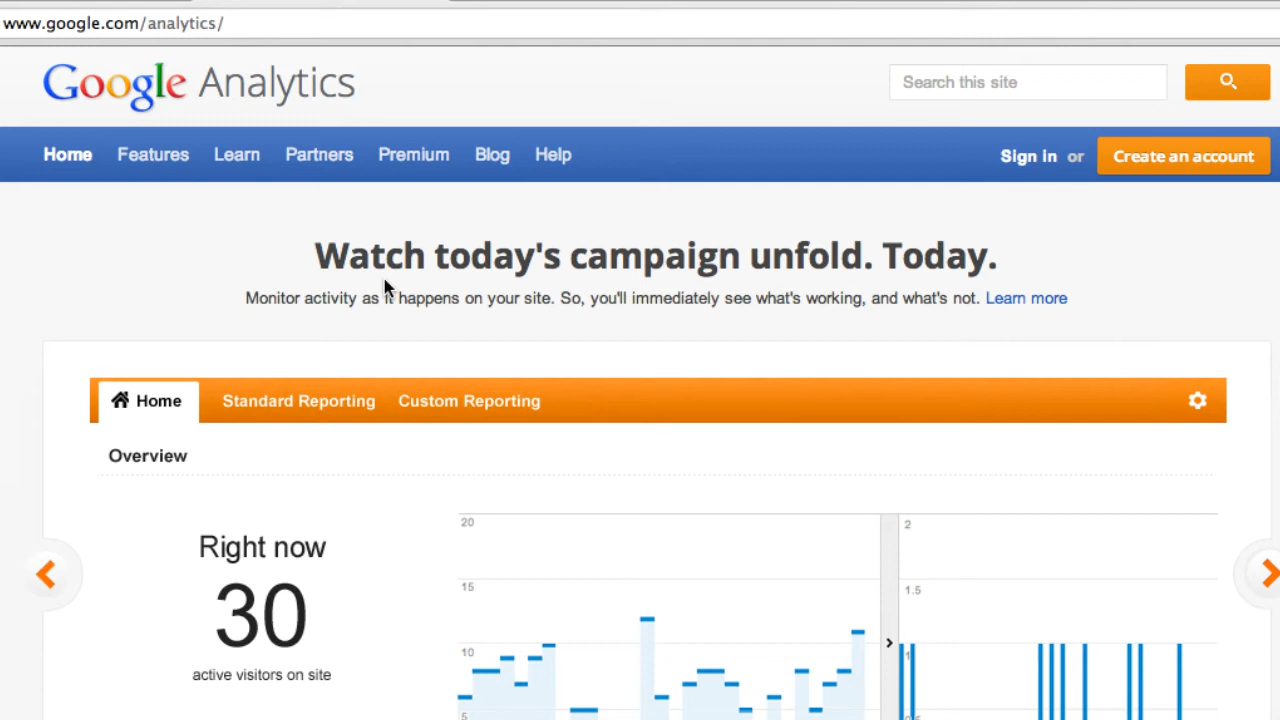 www.google.com/analytics/
Google Analytics
Search this site
Home Features Learn Partners Premium Blog Help Sign in or Create an account
Watch today's campaign unfold. Today.
Monitor activity as it happens on your site. So, you'll immediately see what's working, and what's not. Learn more
Home Standard Reporting Custom Reporting
Overview
Right now
30
active visitors on site
20
15
10
5
2
1.5
1
0.5